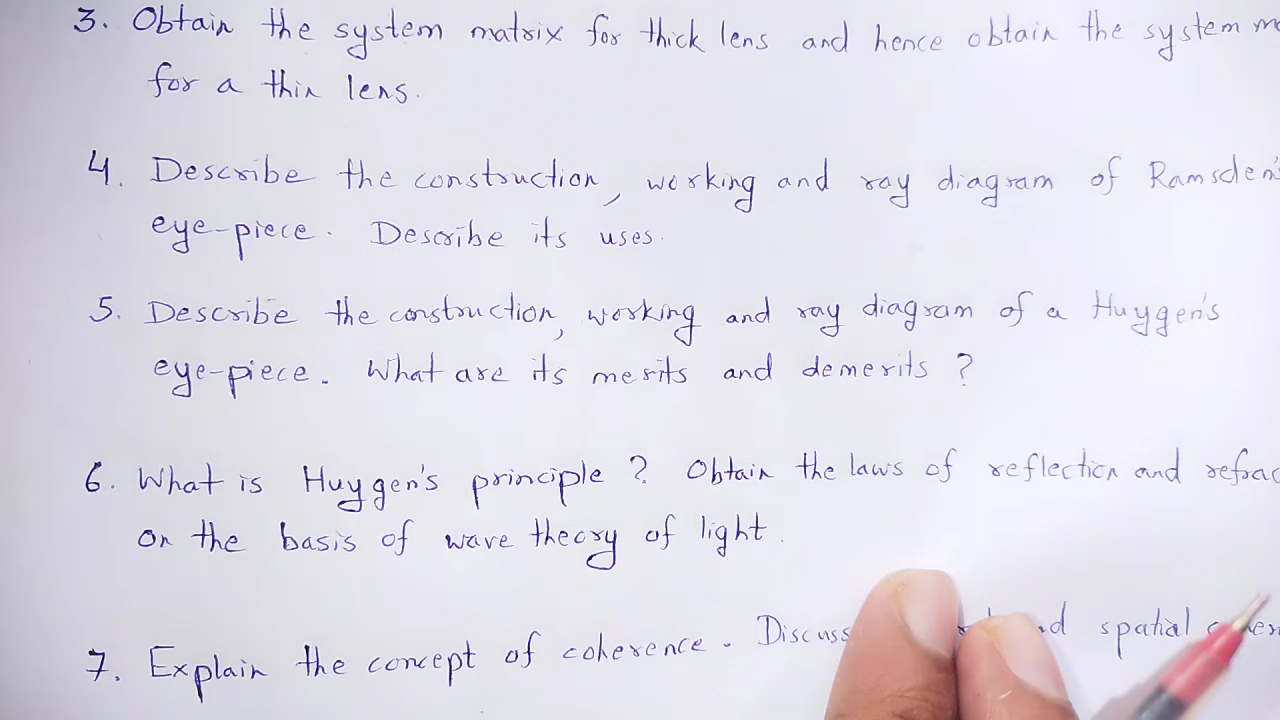 3. Obtain the system matrix for thick lens and hence obtain the system
for a thin lens.
4. Describe the construction, working and ray diagram of Ramsden's
eye-piece. Describe its uses.
5. Describe the construction, working and ray diagram of a Huygen's
eye-piece. What are its merits and demerits ?
6. What is Huygen's principle ? Obtain the laws of reflection and
on the basis of wave theory of light.
7. Explain the concept of coherence. Discuss spatial